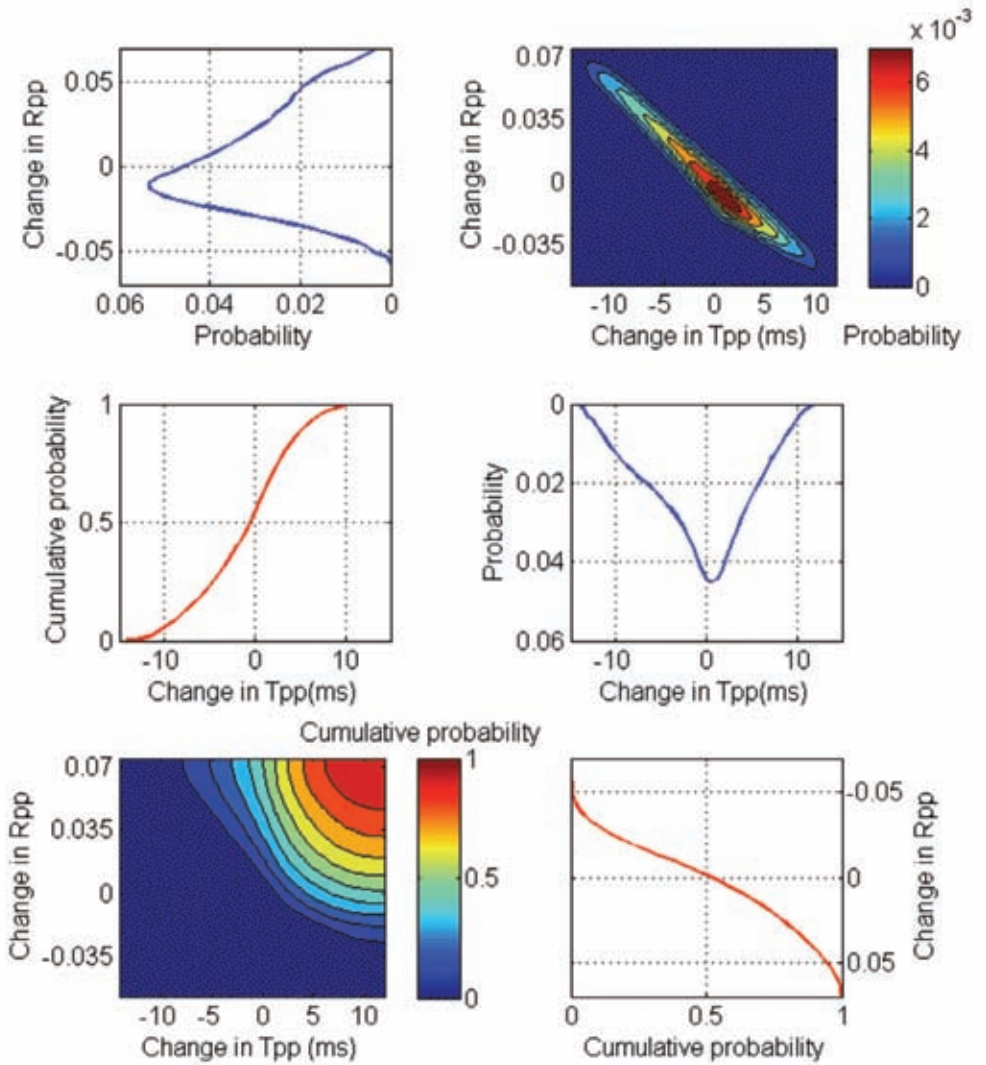 x 10⁻³
0.05
0
-0.05
Change in Rpp
0.06 0.04 0.02 0
Probability
0.07
0.035
0
-0.035
Change in Rpp
-10 -5 0 5 10
Change in Tpp (ms)
6
4
2
0
Probability
1
0.5
0
Cumulative probability
-10 0 10
Change in Tpp(ms)
0
0.02
0.04
0.06
Probability
-10 0 10
Change in Tpp(ms)
Cumulative probability
0.07
0.035
0
-0.035
Change in Rpp
-10 -5 0 5 10
Change in Tpp (ms)
1
0.5
0
-0.05
0
0.05
Change in Rpp
0 0.5 1
Cumulative probability